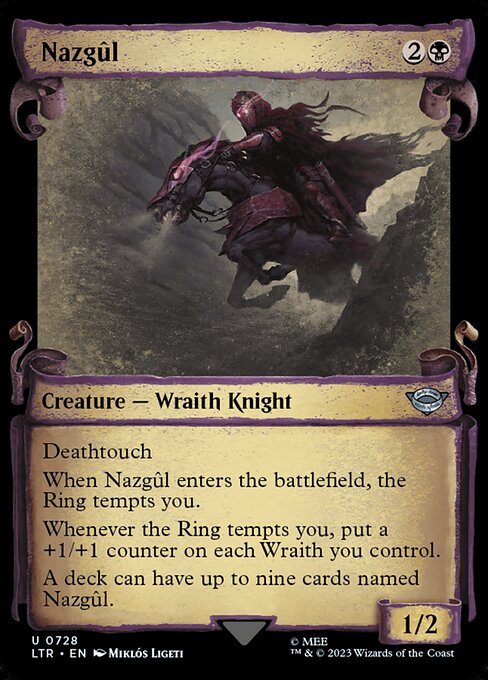 Nazgûl 2
Creature — Wraith Knight
Deathtouch
When Nazgûl enters the battlefield, the
Ring tempts you.
Whenever the Ring tempts you, put a
+1/+1 counter on each Wraith you control.
A deck can have up to nine cards named
Nazgûl.
1/2
U 0728
LTR • EN Miklós Ligeti
© MEE
™ & © 2023 Wizards of the Coast